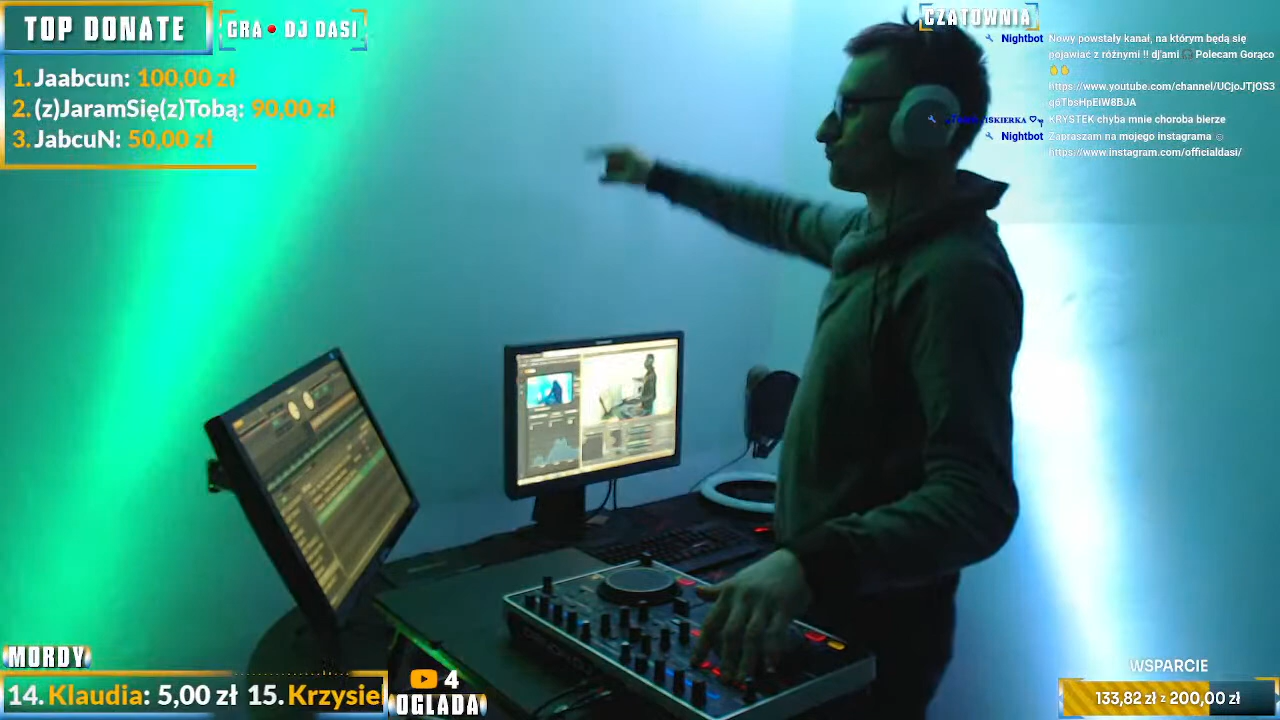 TOP DONATE
GRA DJ DASI
1. Jaabcun: 100,00 zł
2. (z)JaramSię(z)Tobą: 90,00 zł
3. JabcuN: 50,00 zł
CZATOWNIA
Nightbot Nowy powstały kanał, na którym będą się
pojawiać z różnymi !! dj'ami 🎧 Polecam Gorąco
https://www.youtube.com/channel/UCjoJTjOS3
q6TbsHpEiW8BJA
ISKIERKA ♡ KRYSTEK chyba mnie choroba bierze
Nightbot Zapraszam na mojego instagrama ☺
https://www.instagram.com/officialdasi/
MORDY
14. Klaudia: 5,00 zł 15. Krzysie
4
OGLĄDA
WSPARCIE
133,82 zł z 200,00 zł